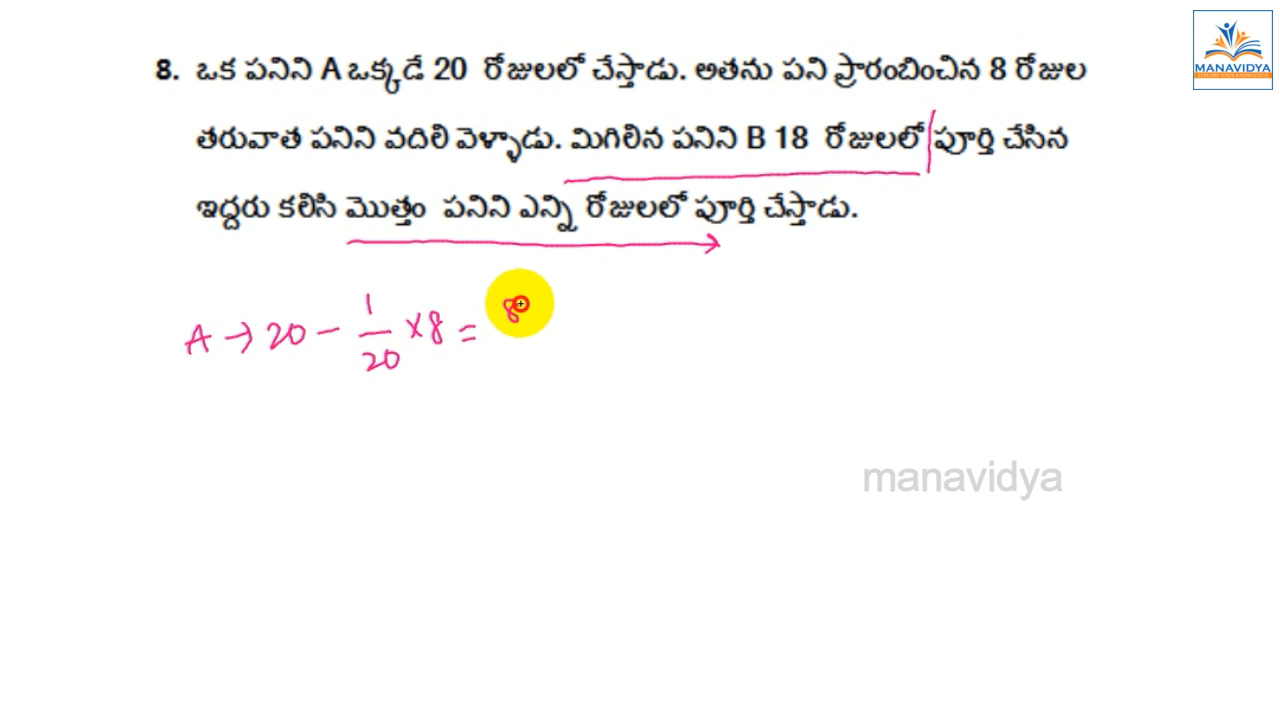 MANAVIDYA
8. ఒక పనిని A ఒక్కడే 20 రోజులలో చేస్తాడు. అతను పని ప్రారంబించిన 8 రోజుల
తరువాత పనిని వదిలి వెళ్ళాడు. మిగిలిన పనిని B 18 రోజులలో పూర్తి చేసిన
ఇద్దరు కలిసి మొత్తం పనిని ఎన్ని రోజులలో పూర్తి చేస్తాడు.
A → 20 - 1/20 × 8 = 8
manavidya